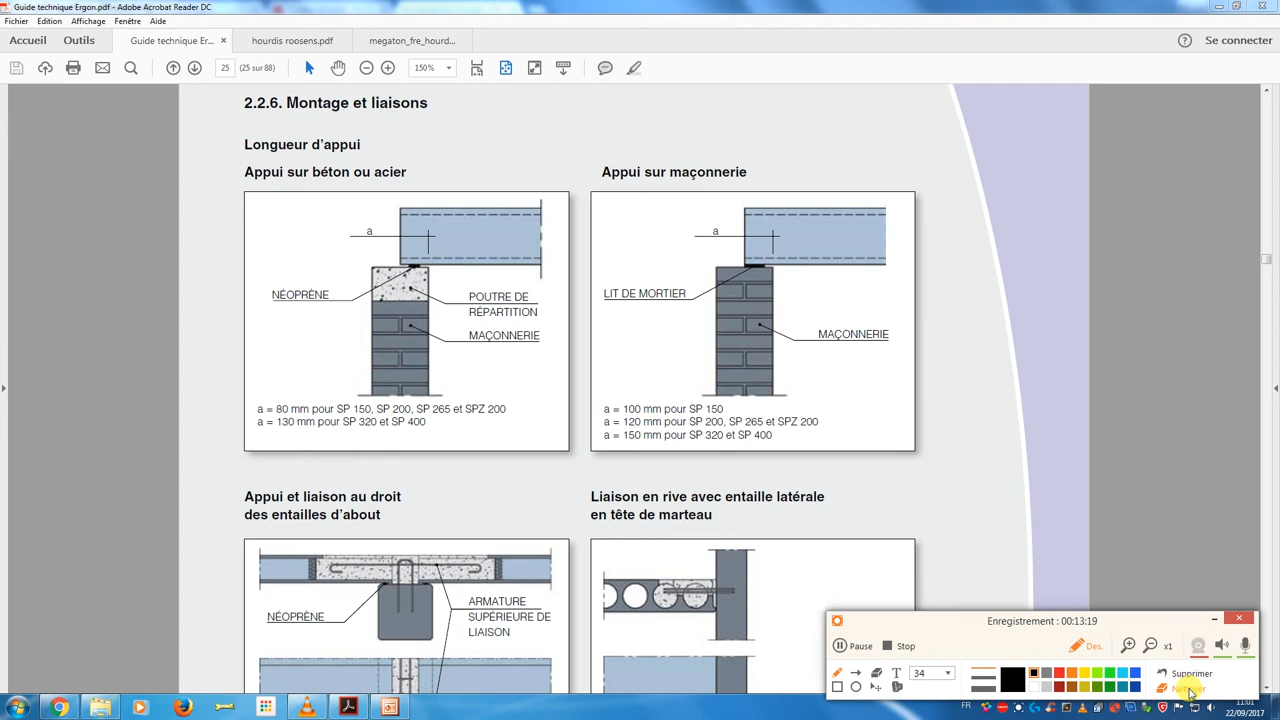 Guide technique Ergon.pdf - Adobe Acrobat Reader DC
Fichier Edition Affichage Fenêtre Aide
Accueil Outils Guide technique Er... × hourdis roosens.pdf megaton_fre_hourd... ? Se connecter
25 (25 sur 88) 150%
2.2.6. Montage et liaisons
Longueur d'appui
Appui sur béton ou acier
a
NÉOPRÈNE
POUTRE DE
RÉPARTITION
MAÇONNERIE
a = 80 mm pour SP 150, SP 200, SP 265 et SPZ 200
a = 130 mm pour SP 320 et SP 400
Appui sur maçonnerie
a
LIT DE MORTIER
MAÇONNERIE
a = 100 mm pour SP 150
a = 120 mm pour SP 200, SP 265 et SPZ 200
a = 150 mm pour SP 320 et SP 400
Appui et liaison au droit
des entailles d'about
NÉOPRÈNE
ARMATURE
SUPÉRIEURE DE
LIAISON
Liaison en rive avec entaille latérale
en tête de marteau
Enregistrement : 00:13:19
Pause Stop Des. x1
T 34 Supprimer
Nettoyer
FR 11:01
22/09/2017